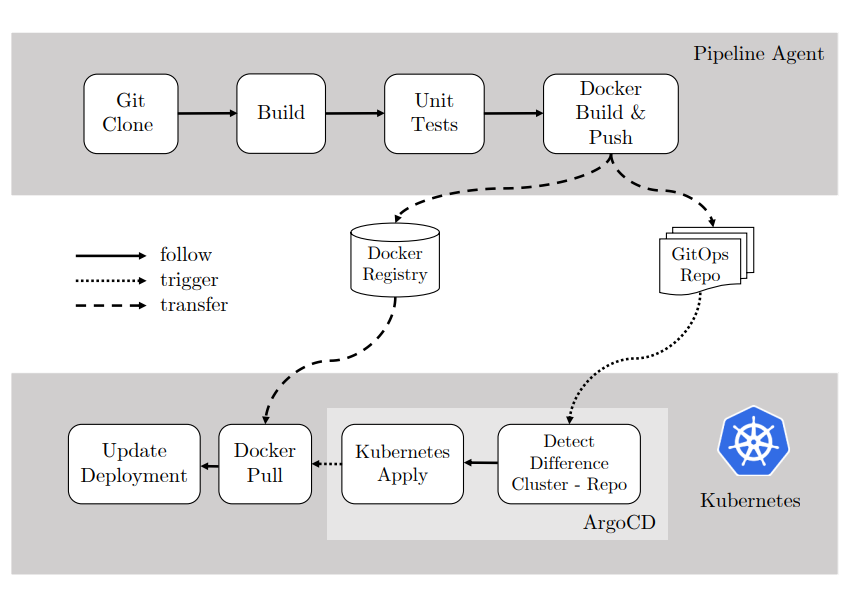 Pipeline Agent
Git
Clone
Build
Unit
Tests
Docker
Build &
Push
follow
trigger
transfer
Docker
Registry
GitOps
Repo
Update
Deployment
Docker
Pull
Kubernetes
Apply
Detect
Difference
Cluster - Repo
ArgoCD
Kubernetes